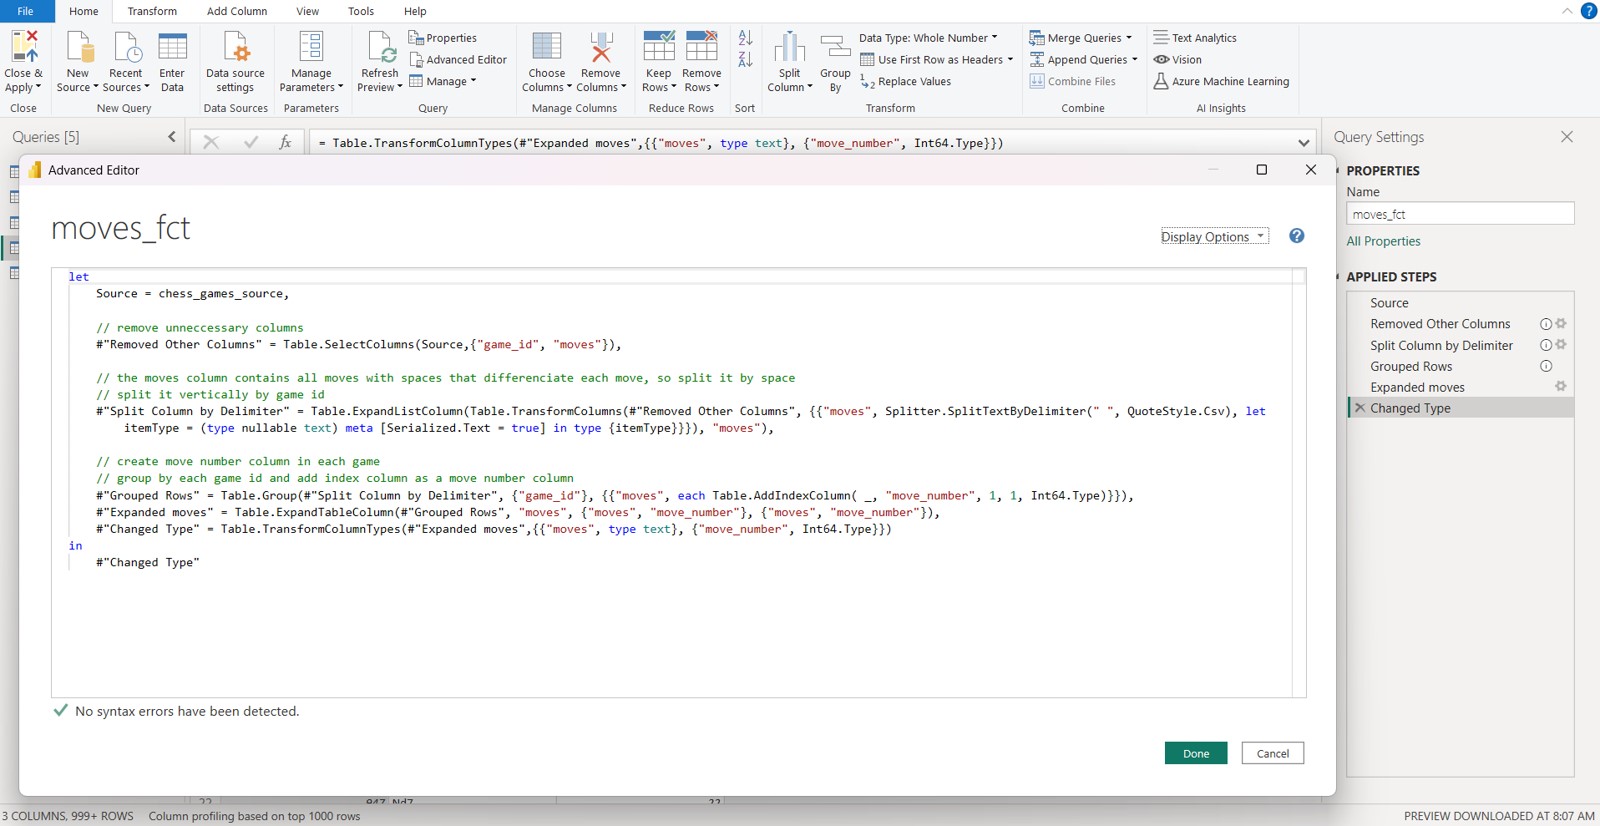 File Home Transform Add Column View Tools Help
Close & Apply
New Source
Recent Sources
Enter Data
Data source settings
Manage Parameters
Refresh Preview
Properties
Advanced Editor
Manage
Choose Columns
Remove Columns
Keep Rows
Remove Rows
Split Column
Group By
Data Type: Whole Number
Use First Row as Headers
Replace Values
Merge Queries
Append Queries
Combine Files
Text Analytics
Vision
Azure Machine Learning
Close New Query Data Sources Parameters Query Manage Columns Reduce Rows Sort Transform Combine AI Insights
Queries [5]
fx = Table.TransformColumnTypes(#"Expanded moves",{{"moves", type text}, {"move_number", Int64.Type}})
Advanced Editor
moves_fct
Display Options
let
Source = chess_games_source,
// remove unneccessary columns
#"Removed Other Columns" = Table.SelectColumns(Source,{"game_id", "moves"}),
// the moves column contains all moves with spaces that differenciate each move, so split it by space
// split it vertically by game id
#"Split Column by Delimiter" = Table.ExpandListColumn(Table.TransformColumns(#"Removed Other Columns", {{"moves", Splitter.SplitTextByDelimiter(" ", QuoteStyle.Csv), let
itemType = (type nullable text) meta [Serialized.Text = true] in type {itemType}}}), "moves"),
// create move number column in each game
// group by each game id and add index column as a move number column
#"Grouped Rows" = Table.Group(#"Split Column by Delimiter", {"game_id"}, {{"moves", each Table.AddIndexColumn( _, "move_number", 1, 1, Int64.Type)}}),
#"Expanded moves" = Table.ExpandTableColumn(#"Grouped Rows", "moves", {"moves", "move_number"}, {"moves", "move_number"}),
#"Changed Type" = Table.TransformColumnTypes(#"Expanded moves",{{"moves", type text}, {"move_number", Int64.Type}})
in
#"Changed Type"
No syntax errors have been detected.
Done Cancel
Query Settings
PROPERTIES
Name
moves_fct
All Properties
APPLIED STEPS
Source
Removed Other Columns
Split Column by Delimiter
Grouped Rows
Expanded moves
Changed Type
3 COLUMNS, 999+ ROWS Column profiling based on top 1000 rows
PREVIEW DOWNLOADED AT 8:07 AM